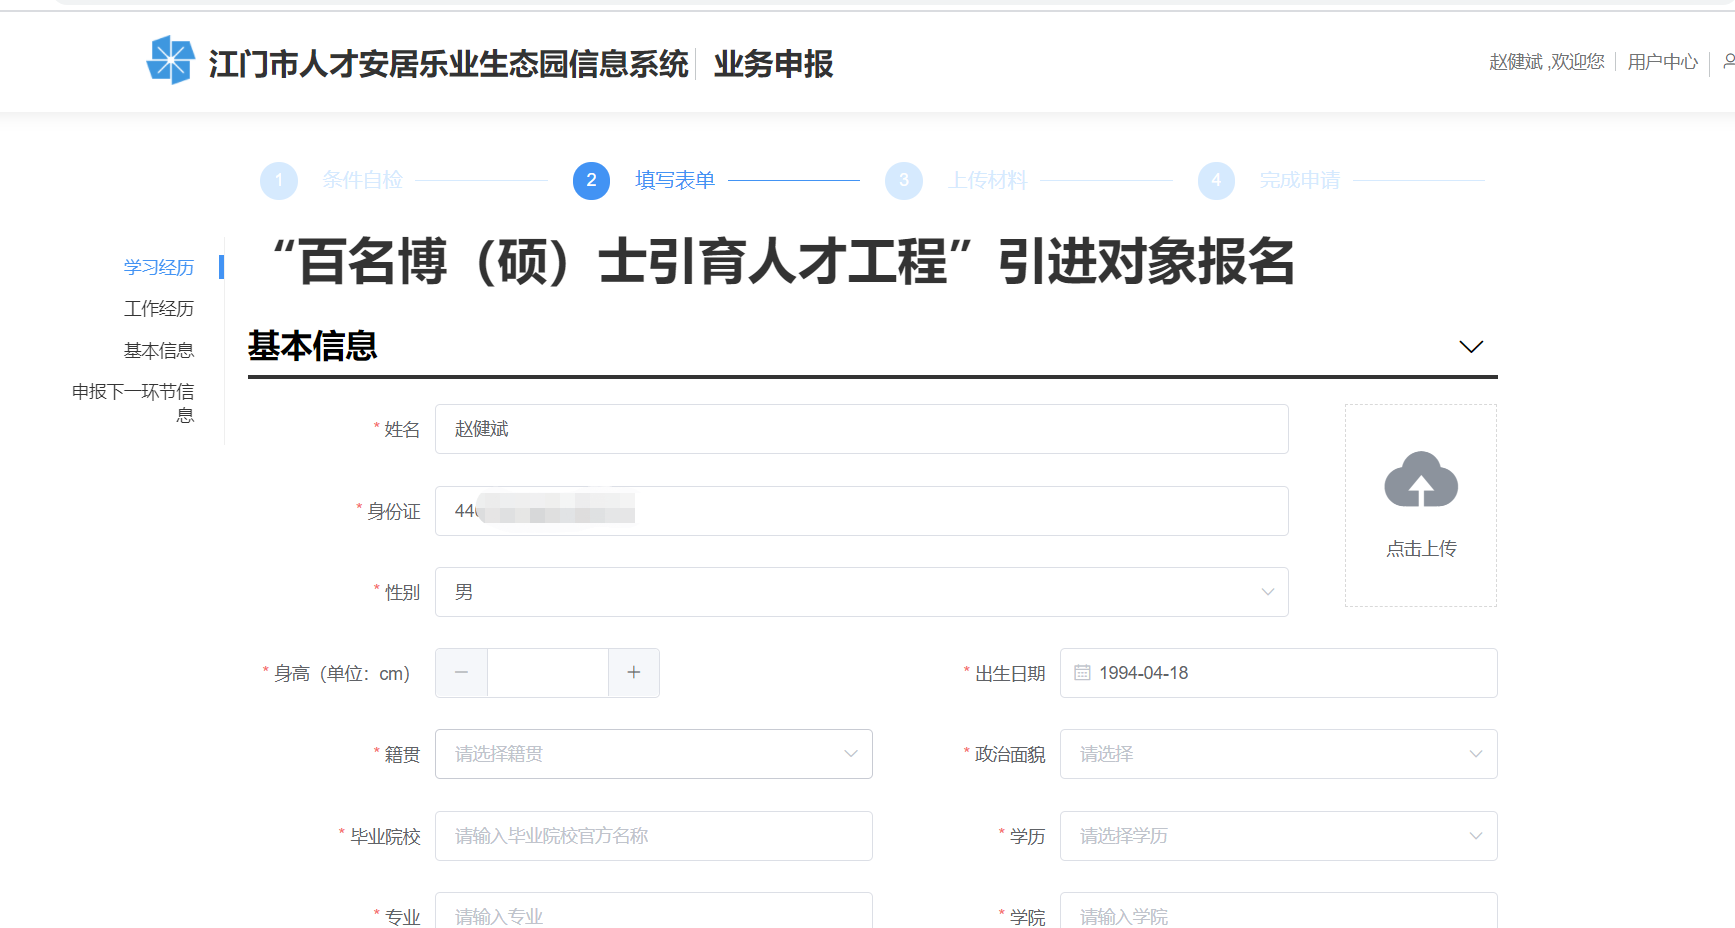 江门市人才安居乐业生态园信息系统 业务申报
赵健斌 ,欢迎您 用户中心
1 条件自检 2 填写表单 3 上传材料 4 完成申请
“百名博（硕）士引育人才工程”引进对象报名
学习经历
工作经历
基本信息
申报下一环节信
息
基本信息
* 姓名 赵健斌
* 身份证 44
点击上传
* 性别 男
* 身高（单位：cm） * 出生日期 1994-04-18
* 籍贯 请选择籍贯 * 政治面貌 请选择
* 毕业院校 请输入毕业院校官方名称 * 学历 请选择学历
* 专业 请输入专业 * 学院 请输入学院